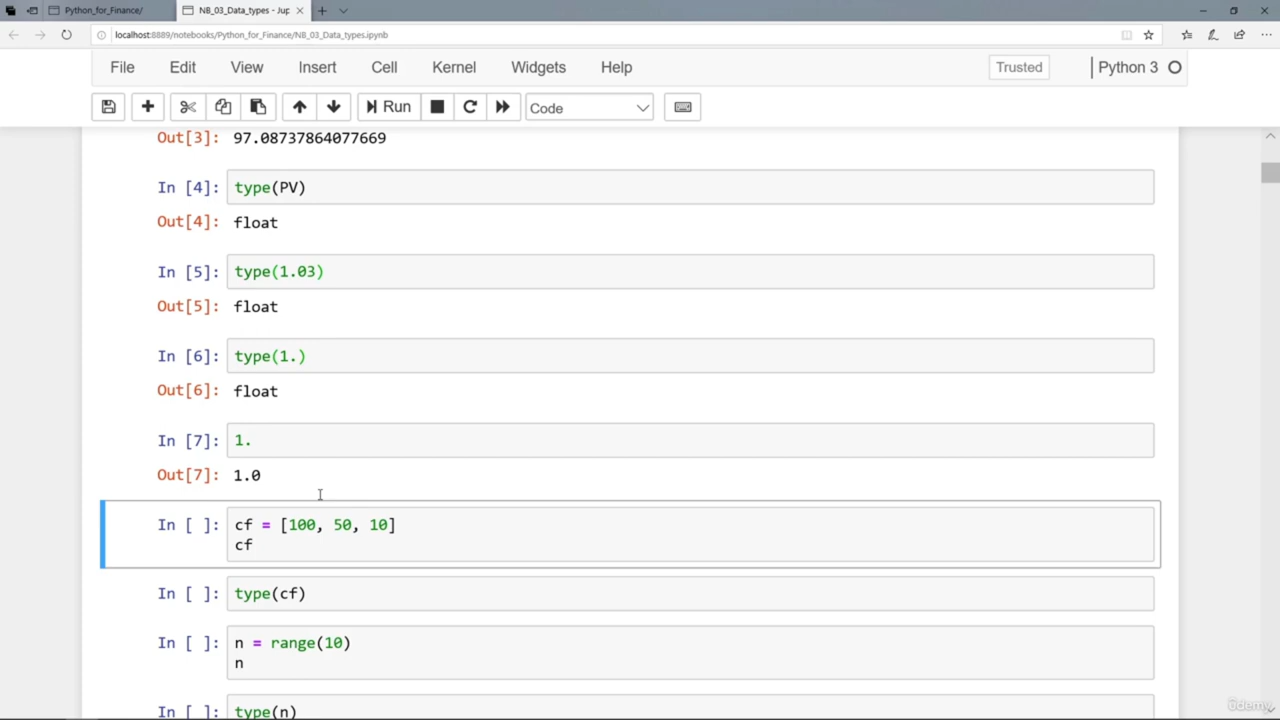 Python_for_Finance/
NB_03_Data_types - Jup
localhost:8889/notebooks/Python_for_Finance/NB_03_Data_types.ipynb
File Edit View Insert Cell Kernel Widgets Help Trusted Python 3
Run Code
Out[3]: 97.08737864077669
In [4]: type(PV)
Out[4]: float
In [5]: type(1.03)
Out[5]: float
In [6]: type(1.)
Out[6]: float
In [7]: 1.
Out[7]: 1.0
In [ ]: cf = [100, 50, 10]
cf
In [ ]: type(cf)
In [ ]: n = range(10)
n
In [ ]: type(n)
ûdemy